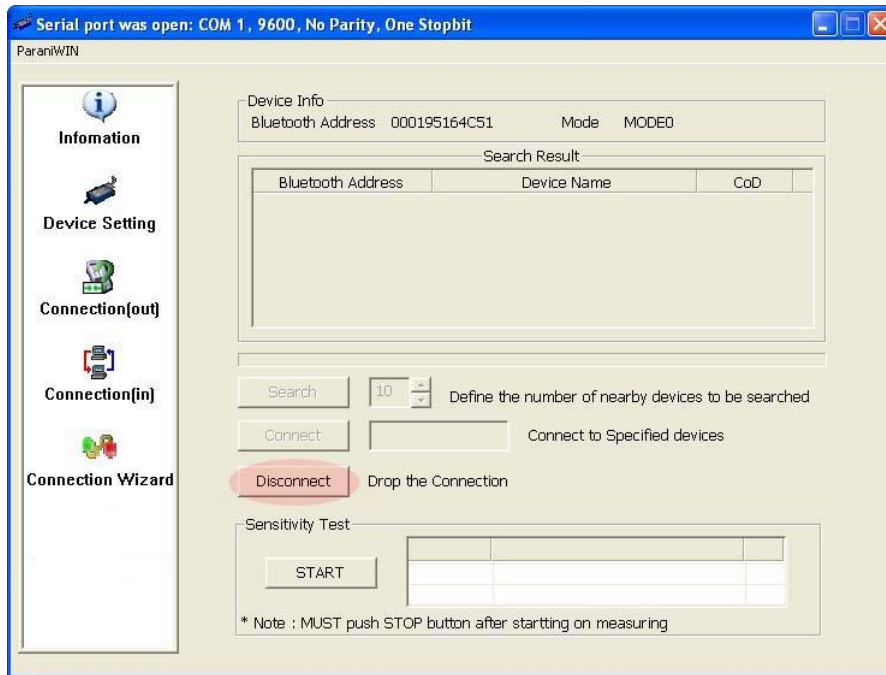 Serial port was open: COM 1, 9600, No Parity, One Stopbit
ParaniWIN
Infomation
Device Setting
Connection(out)
Connection(in)
Connection Wizard
Device Info
Bluetooth Address 000195164C51 Mode MODE0
Search Result
Bluetooth Address Device Name CoD
Search 10 Define the number of nearby devices to be searched
Connect Connect to Specified devices
Disconnect Drop the Connection
Sensitivity Test
START
* Note : MUST push STOP button after startting on measuring